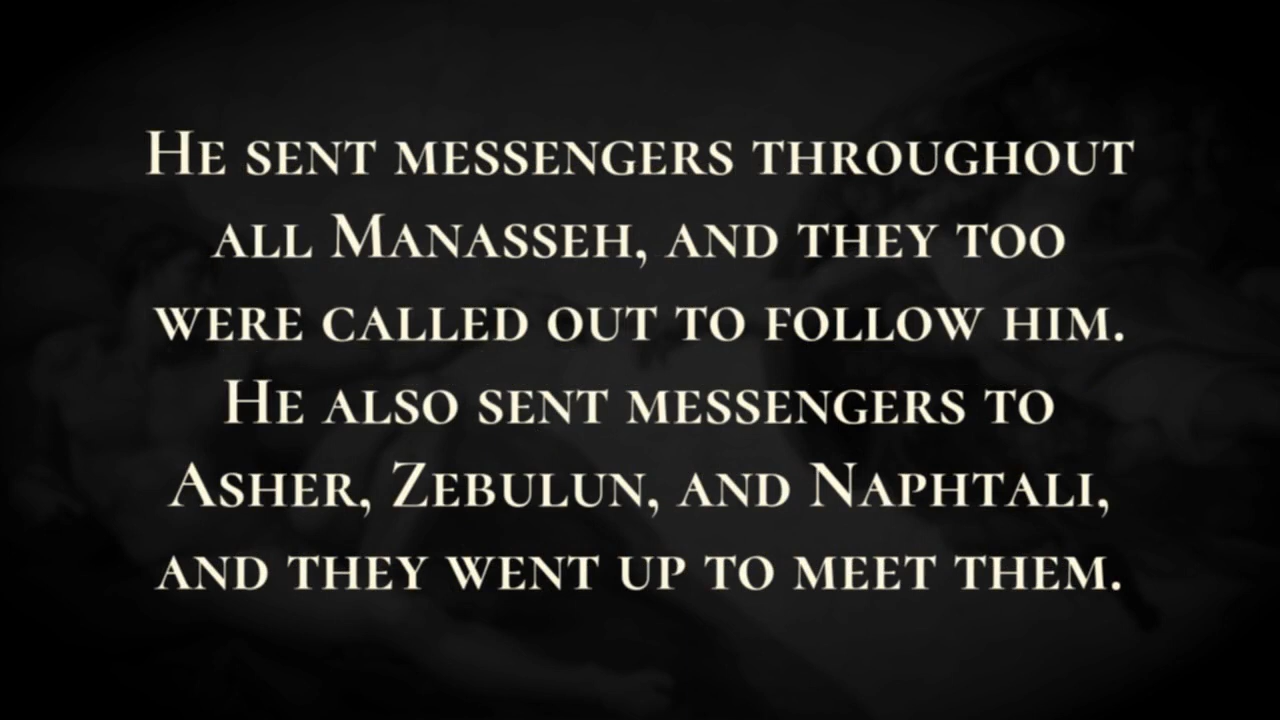 He sent messengers throughout
all Manasseh, and they too
were called out to follow him.
He also sent messengers to
Asher, Zebulun, and Naphtali,
and they went up to meet them.